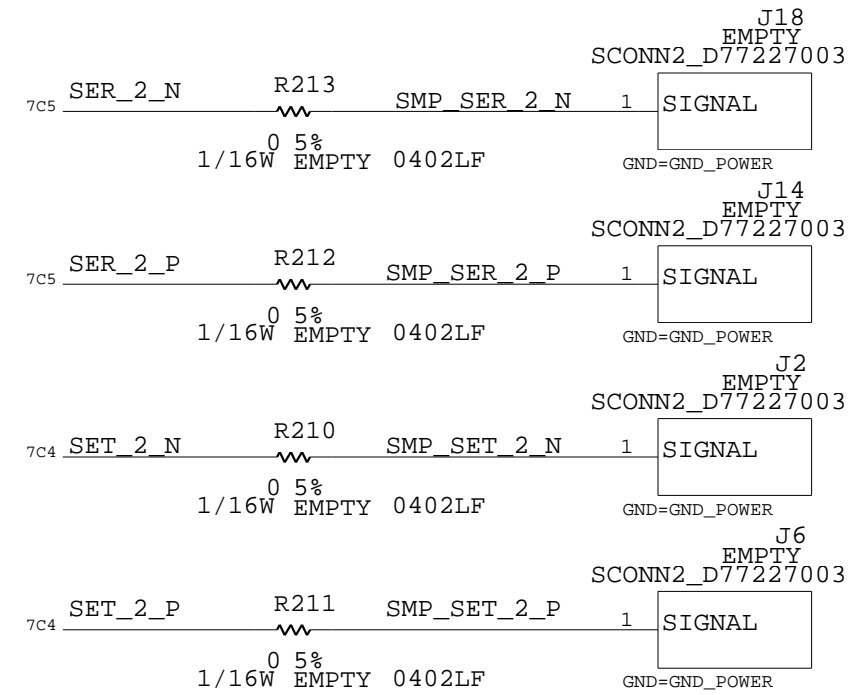 J18
EMPTY
SCONN2_D77227003
7C5 SER_2_N R213 SMP_SER_2_N 1 SIGNAL
0 5%
1/16W EMPTY 0402LF GND=GND_POWER
J14
EMPTY
SCONN2_D77227003
7C5 SER_2_P R212 SMP_SER_2_P 1 SIGNAL
0 5%
1/16W EMPTY 0402LF GND=GND_POWER
J2
EMPTY
SCONN2_D77227003
7C4 SET_2_N R210 SMP_SET_2_N 1 SIGNAL
0 5%
1/16W EMPTY 0402LF GND=GND_POWER
J6
EMPTY
SCONN2_D77227003
7C4 SET_2_P R211 SMP_SET_2_P 1 SIGNAL
0 5%
1/16W EMPTY 0402LF GND=GND_POWER